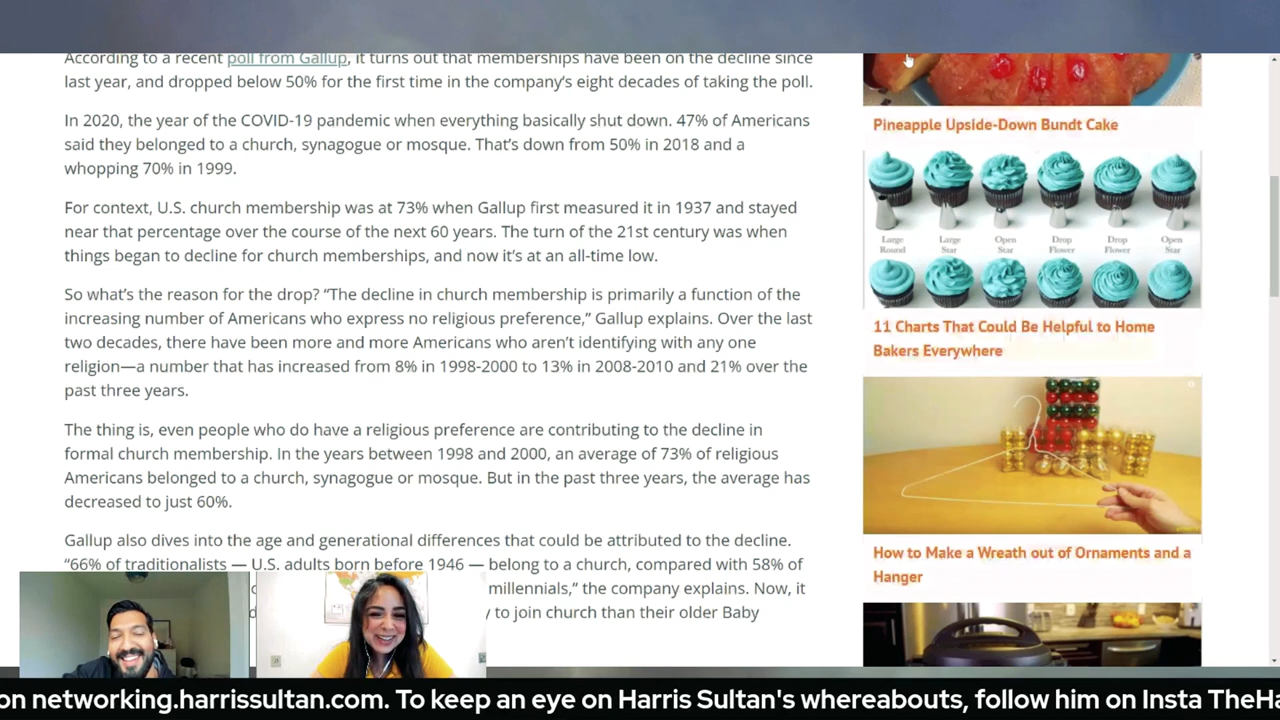 According to a recent poll from Gallup, it turns out that memberships have been on the decline since
last year, and dropped below 50% for the first time in the company's eight decades of taking the poll.
In 2020, the year of the COVID-19 pandemic when everything basically shut down. 47% of Americans
said they belonged to a church, synagogue or mosque. That's down from 50% in 2018 and a
whopping 70% in 1999.
For context, U.S. church membership was at 73% when Gallup first measured it in 1937 and stayed
near that percentage over the course of the next 60 years. The turn of the 21st century was when
things began to decline for church memberships, and now it's at an all-time low.
So what's the reason for the drop? “The decline in church membership is primarily a function of the
increasing number of Americans who express no religious preference,” Gallup explains. Over the last
two decades, there have been more and more Americans who aren't identifying with any one
religion—a number that has increased from 8% in 1998-2000 to 13% in 2008-2010 and 21% over the
past three years.
The thing is, even people who do have a religious preference are contributing to the decline in
formal church membership. In the years between 1998 and 2000, an average of 73% of religious
Americans belonged to a church, synagogue or mosque. But in the past three years, the average has
decreased to just 60%.
Gallup also dives into the age and generational differences that could be attributed to the decline.
“66% of traditionalists — U.S. adults born before 1946 — belong to a church, compared with 58% of
millennials,” the company explains. Now, it
to join church than their older Baby
Pineapple Upside-Down Bundt Cake
Large Round
Large Star
Open Star
Drop Flower
Drop Flower
Open Star
11 Charts That Could Be Helpful to Home
Bakers Everywhere
How to Make a Wreath out of Ornaments and a
Hanger
on networking.harrissultan.com. To keep an eye on Harris Sultan's whereabouts, follow him on Insta TheHa